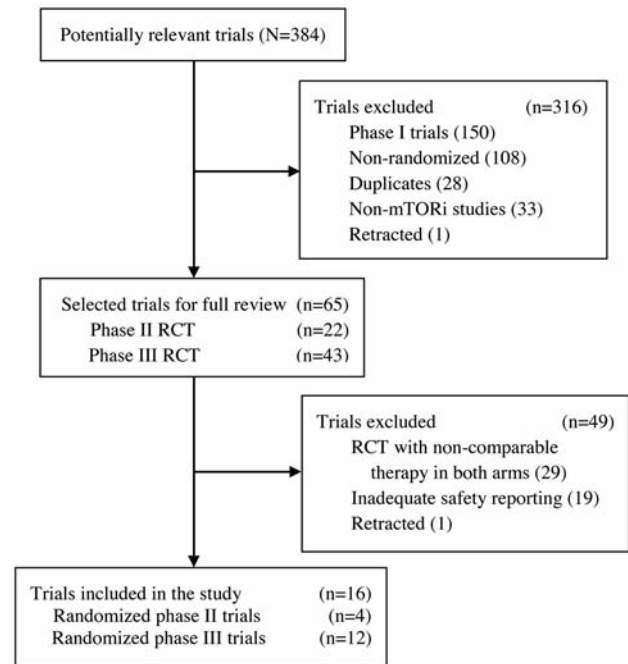 Potentially relevant trials (N=384)
Trials excluded (n=316)
Phase I trials (150)
Non-randomized (108)
Duplicates (28)
Non-mTORi studies (33)
Retracted (1)
Selected trials for full review (n=65)
Phase II RCT (n=22)
Phase III RCT (n=43)
Trials excluded (n=49)
RCT with non-comparable
therapy in both arms (29)
Inadequate safety reporting (19)
Retracted (1)
Trials included in the study (n=16)
Randomized phase II trials (n=4)
Randomized phase III trials (n=12)